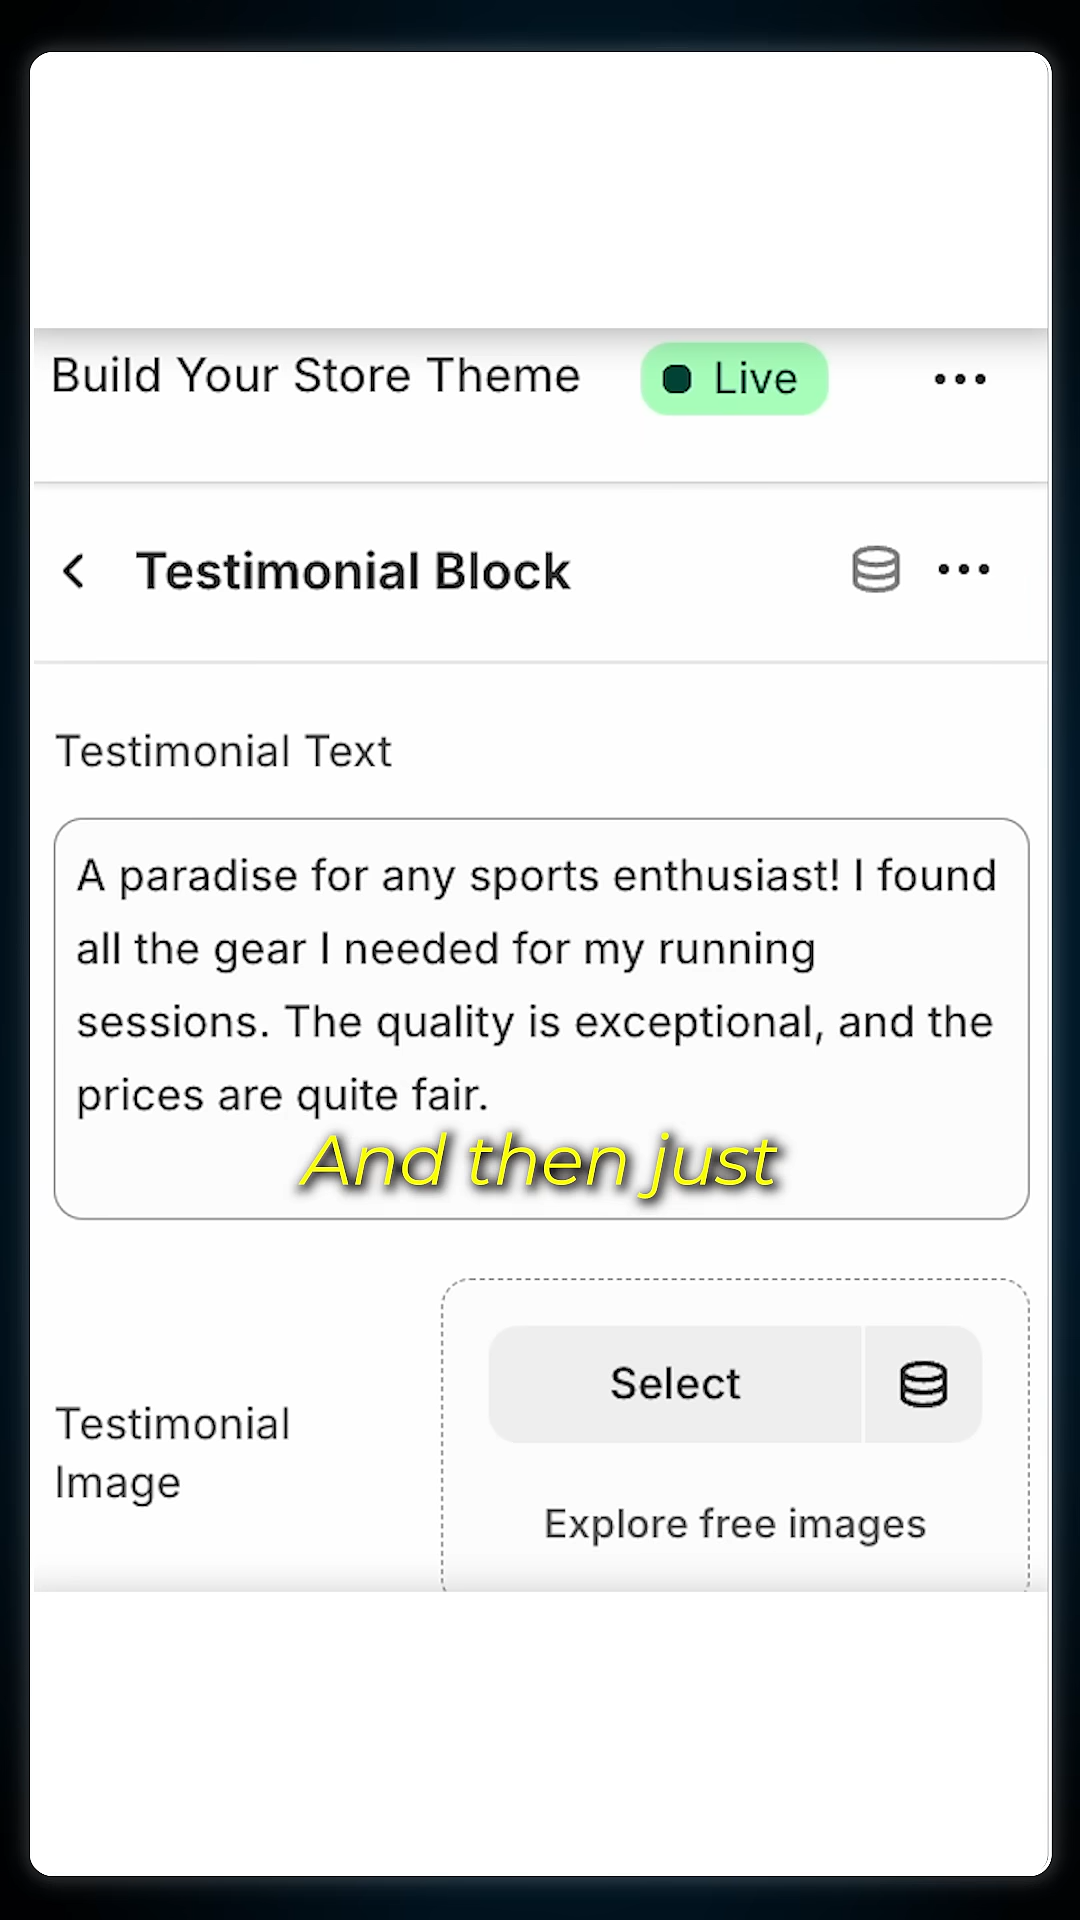 Build Your Store Theme
Live
Testimonial Block
Testimonial Text
A paradise for any sports enthusiast! I found
all the gear I needed for my running
sessions. The quality is exceptional, and the
prices are quite fair.
And then just
Select
Testimonial
Image
Explore free images